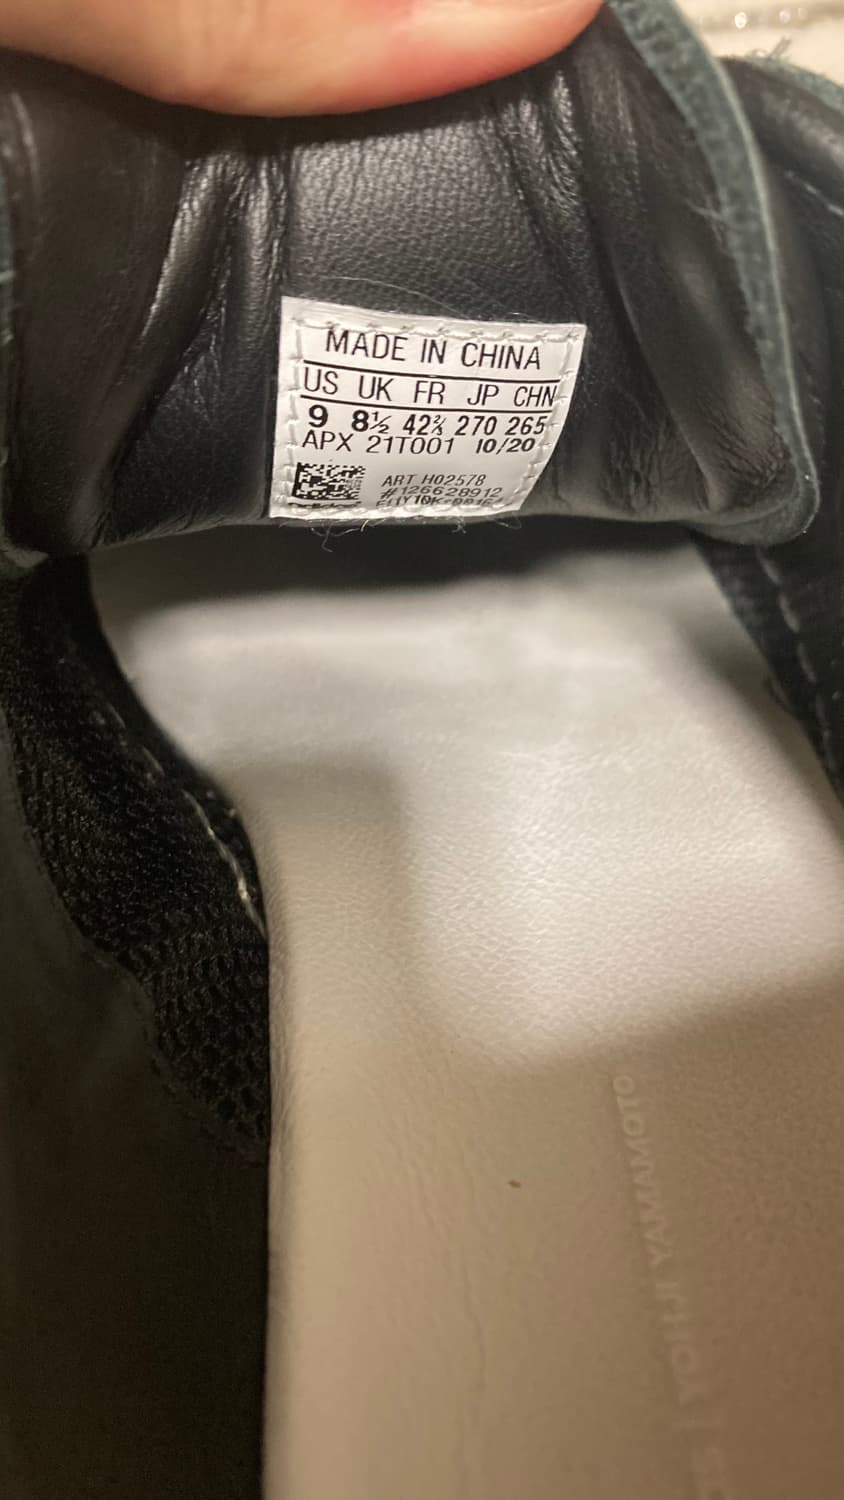 MADE IN CHINA
US UK FR JP CHN
9 8½ 42⅔ 270 265
APX 21T001 10/20
ART H02578
#126628912
YOHJI YAMAMOTO